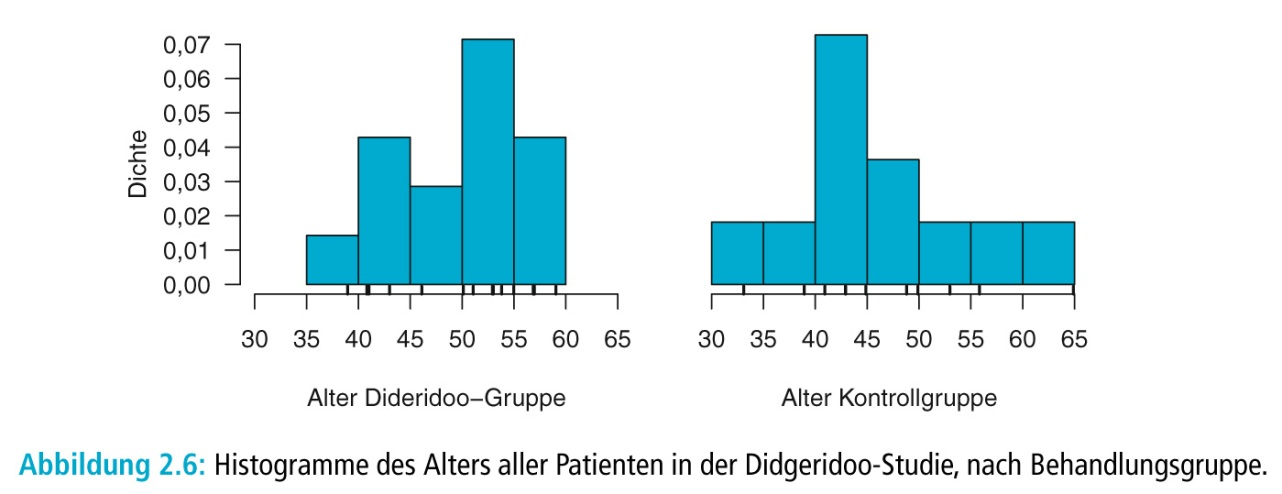 Dichte
0,07
0,06
0,05
0,04
0,03
0,02
0,01
0,00
30 35 40 45 50 55 60 65
30 35 40 45 50 55 60 65
Alter Dideridoo−Gruppe
Alter Kontrollgruppe
Abbildung 2.6: Histogramme des Alters aller Patienten in der Didgeridoo-Studie, nach Behandlungsgruppe.